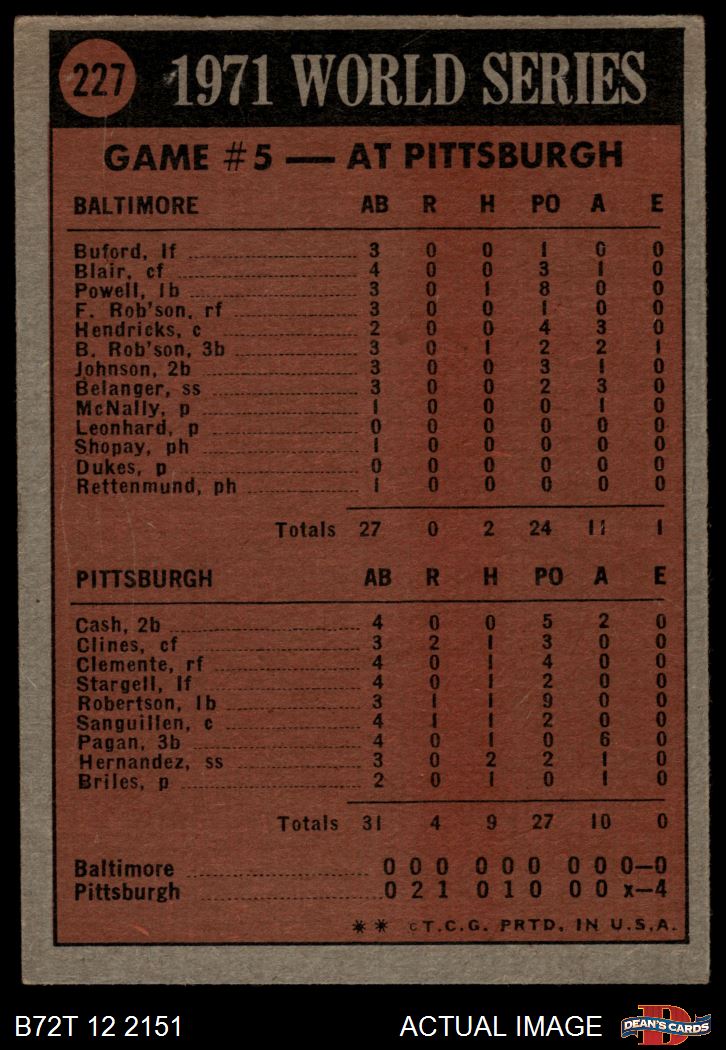 227 1971 WORLD SERIES
GAME #5 — AT PITTSBURGH
BALTIMORE AB R H PO A E
Buford, lf 3 0 0 1 0 0
Blair, cf 4 0 0 3 1 0
Powell, 1b 3 0 1 8 0 0
F. Rob'son, rf 3 0 0 1 0 0
Hendricks, c 2 0 0 4 3 0
B. Rob'son, 3b 3 0 1 2 2 1
Johnson, 2b 3 0 0 3 1 0
Belanger, ss 3 0 0 2 3 0
McNally, p 1 0 0 0 1 0
Leonhard, p 0 0 0 0 0 0
Shopay, ph 1 0 0 0 0 0
Dukes, p 0 0 0 0 0 0
Rettenmund, ph 1 0 0 0 0 0
Totals 27 0 2 24 11 1
PITTSBURGH AB R H PO A E
Cash, 2b 4 0 0 5 2 0
Clines, cf 3 2 1 3 0 0
Clemente, rf 4 0 1 4 0 0
Stargell, lf 4 0 1 2 0 0
Robertson, 1b 3 1 1 9 0 0
Sanguillen, c 4 1 1 2 0 0
Pagan, 3b 4 0 1 0 6 0
Hernandez, ss 3 0 2 2 1 0
Briles, p 2 0 1 0 1 0
Totals 31 4 9 27 10 0
Baltimore 0 0 0 0 0 0 0 0 0—0
Pittsburgh 0 2 1 0 1 0 0 0 x—4
** ©T.C.G. PRTD. IN U.S.A.
B72T 12 2151 ACTUAL IMAGE DEAN'S CARDS